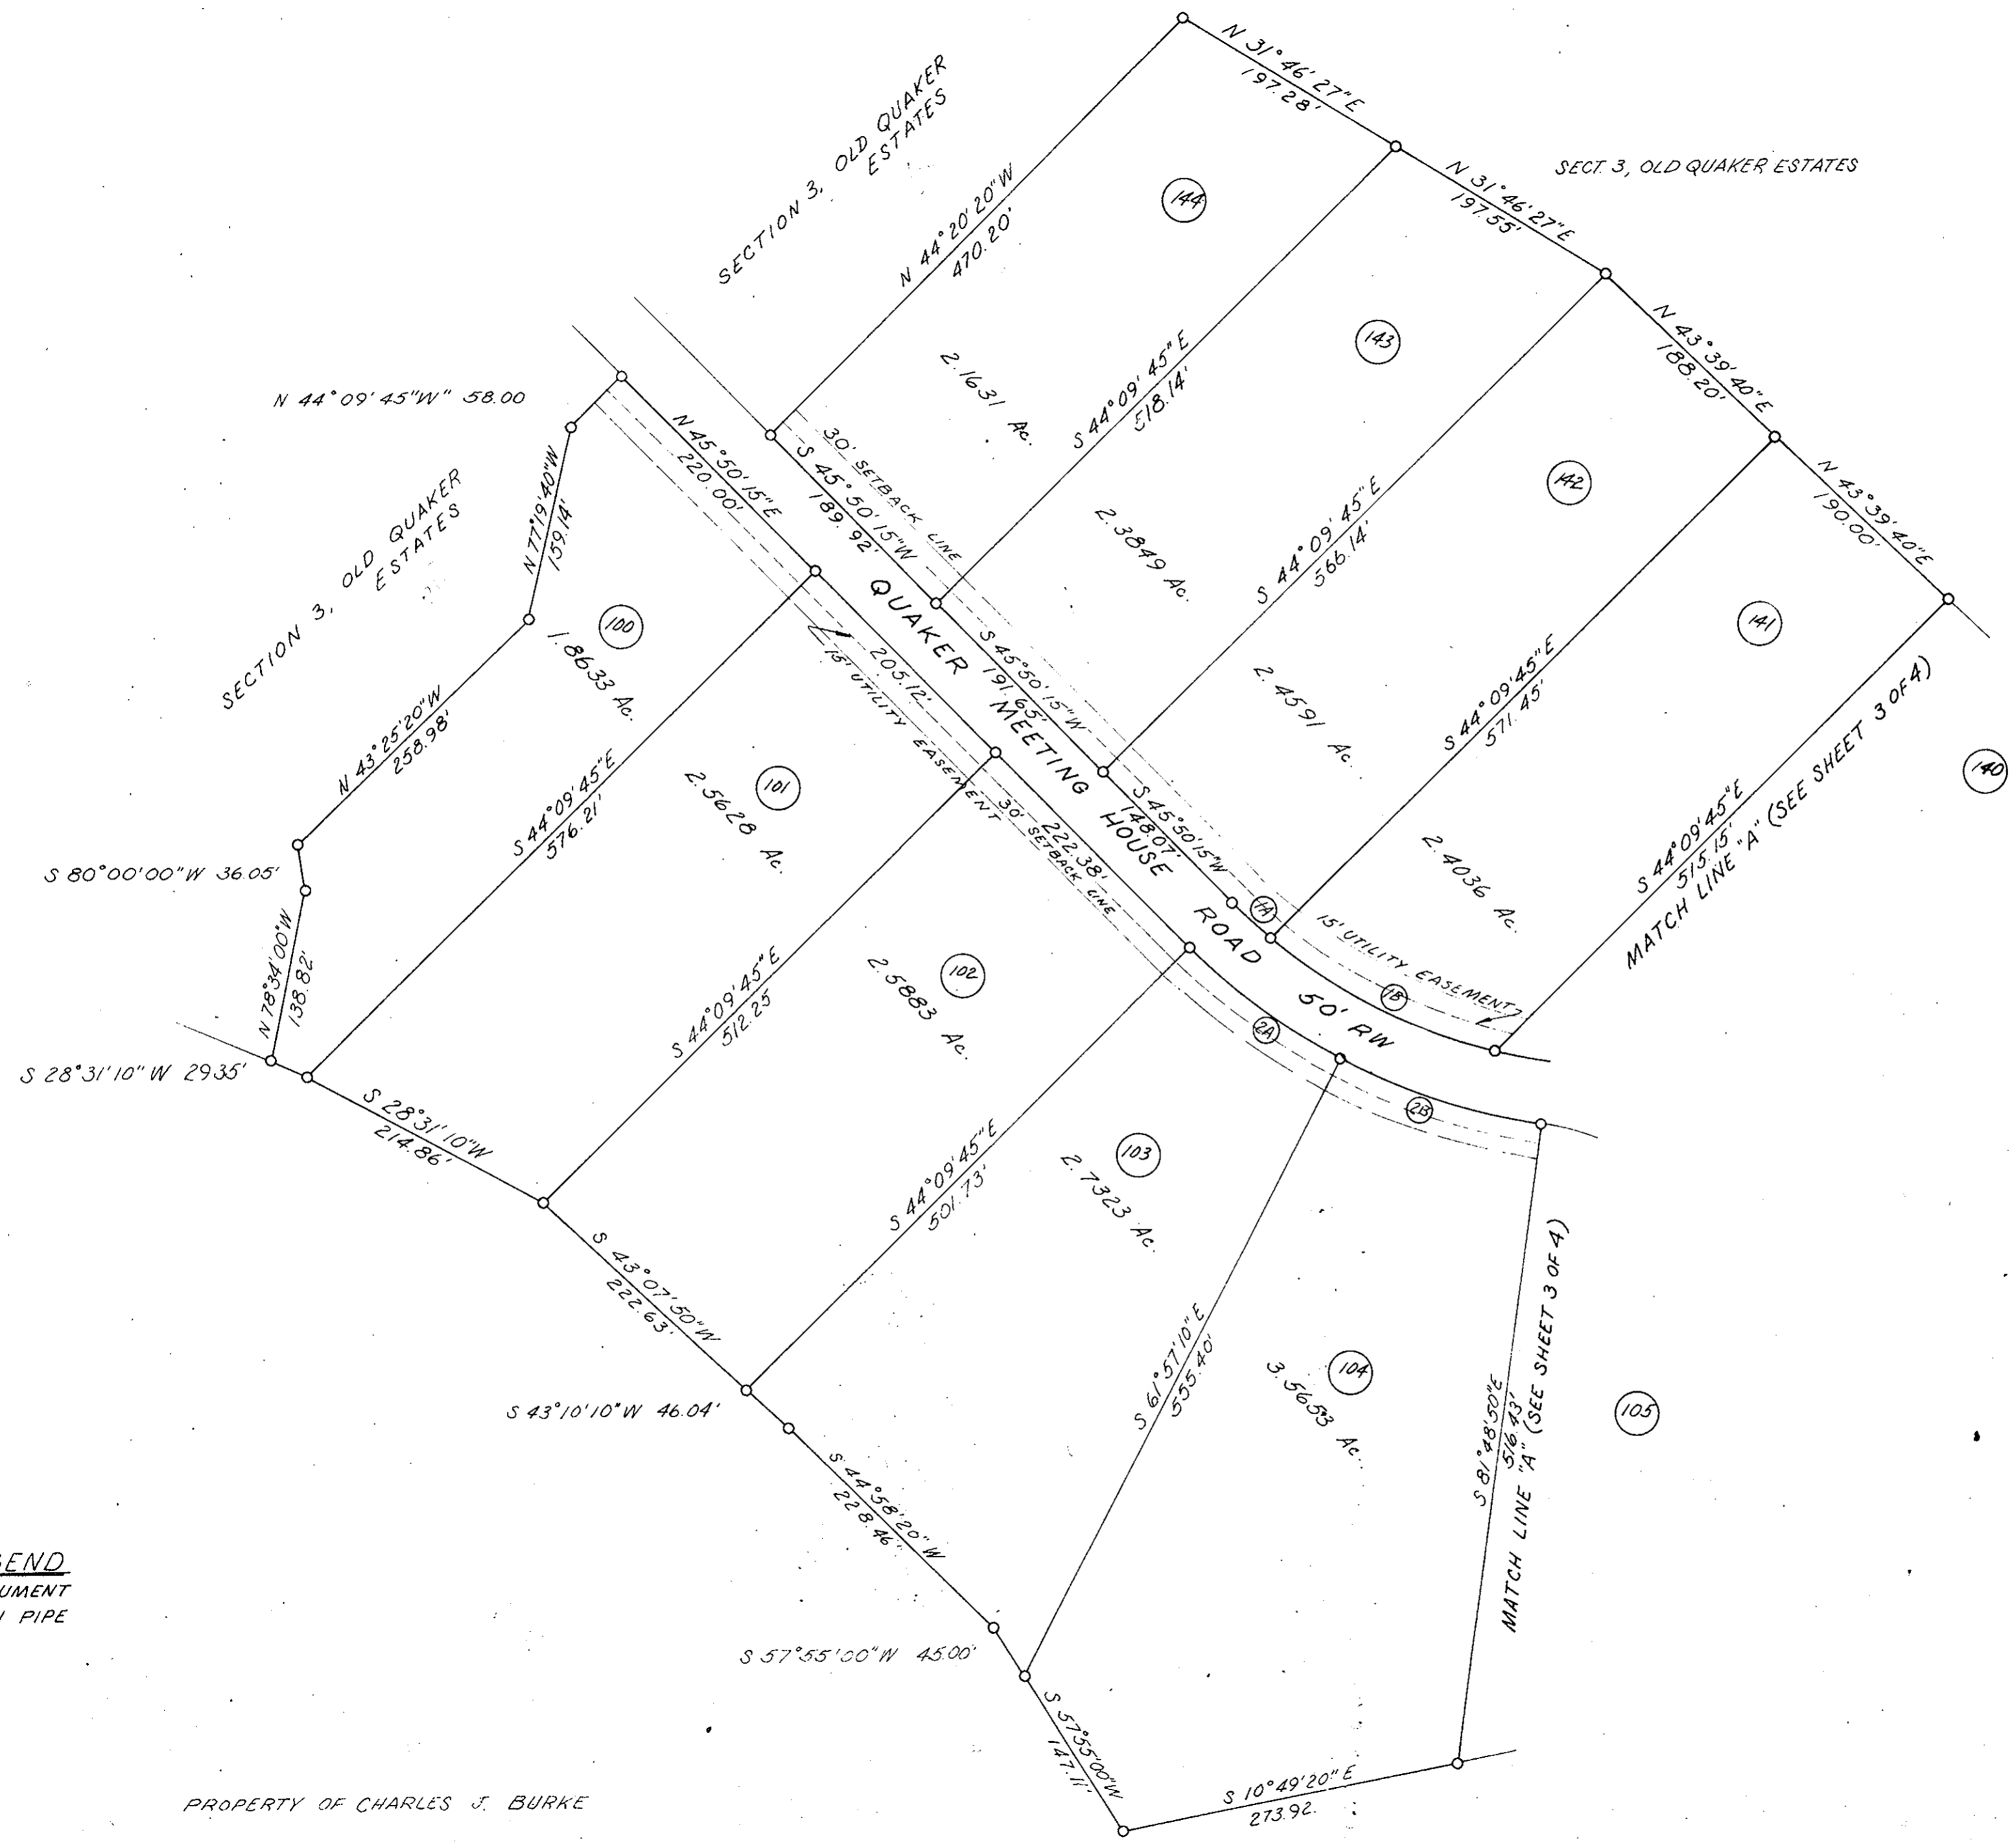 N 31°46'27"E
197.28'
SECTION 3, OLD QUAKER
ESTATES
N 31°46'27"E
197.55'
SECT. 3, OLD QUAKER ESTATES
144
N 44°20'20"W
470.20'
143
N 43°39'40"E
188.20'
2.1631 Ac.
S 44°09'45"E
518.14'
N 44°09'45"W" 58.00
142
N 43°39'40"E
190.00'
N 45°50'15"E
220.00'
30' SETBACK LINE
S 45°50'15"W
189.92'
2.3849 Ac.
S 44°09'45"E
566.14'
SECTION 3, OLD QUAKER
ESTATES
N 77°19'40"W
159.14'
100
1.8633 Ac.
141
QUAKER MEETING HOUSE ROAD
50' RW
15' UTILITY EASEMENT
205.12'
S 45°50'15"W
191.65'
2.4591 Ac.
S 44°09'45"E
571.45'
N 43°25'20"W
258.98'
S 44°09'45"E
576.21'
101
2.5628 Ac.
30' SETBACK LINE
222.38'
S 45°50'15"W
148.07'
2.4036 Ac.
S 44°09'45"E
515.15'
MATCH LINE "A" (SEE SHEET 3 OF 4)
140
S 80°00'00"W 36.05'
1A
15' UTILITY EASEMENT
1B
N 78°34'00"W
138.82'
S 44°09'45"E
512.25
102
2.5883 Ac.
2A
2B
S 28°31'10"W 29.35'
S 28°31'10"W
214.86'
S 44°09'45"E
501.73'
103
2.7323 Ac.
S 43°07'50"W
222.63'
S 61°57'10"E
555.40'
104
3.5653 Ac.
S 81°48'50"E
516.43'
MATCH LINE "A" (SEE SHEET 3 OF 4)
105
S 43°10'10"W 46.04'
S 44°58'20"W
228.46'
END
UMENT
PIPE
S 57°55'00"W 45.00'
S 57°55'00"W
147.11'
S 10°49'20"E
273.92.
PROPERTY OF CHARLES J. BURKE